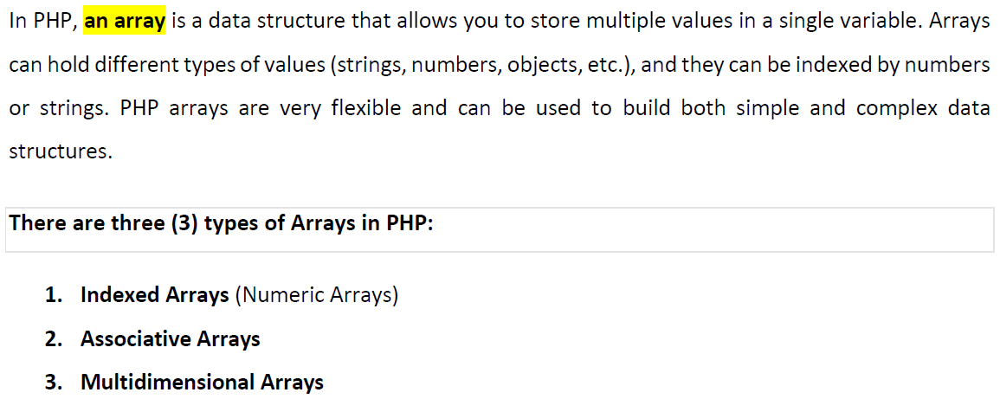 In PHP, an array is a data structure that allows you to store multiple values in a single variable. Arrays
can hold different types of values (strings, numbers, objects, etc.), and they can be indexed by numbers
or strings. PHP arrays are very flexible and can be used to build both simple and complex data
structures.
There are three (3) types of Arrays in PHP:
1. Indexed Arrays (Numeric Arrays)
2. Associative Arrays
3. Multidimensional Arrays